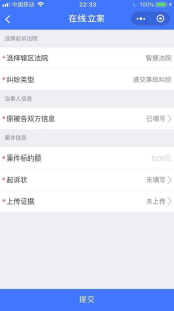 中国移动 22:33 100%
在线立案
选择起诉法院
*选择辖区法院 智慧法院
*纠纷类型 道交事故纠纷
当事人信息
*原被告双方信息 已填写
案件信息
*案件标的额 0.00元
*起诉状 未填写
*上传证据 未上传
提交